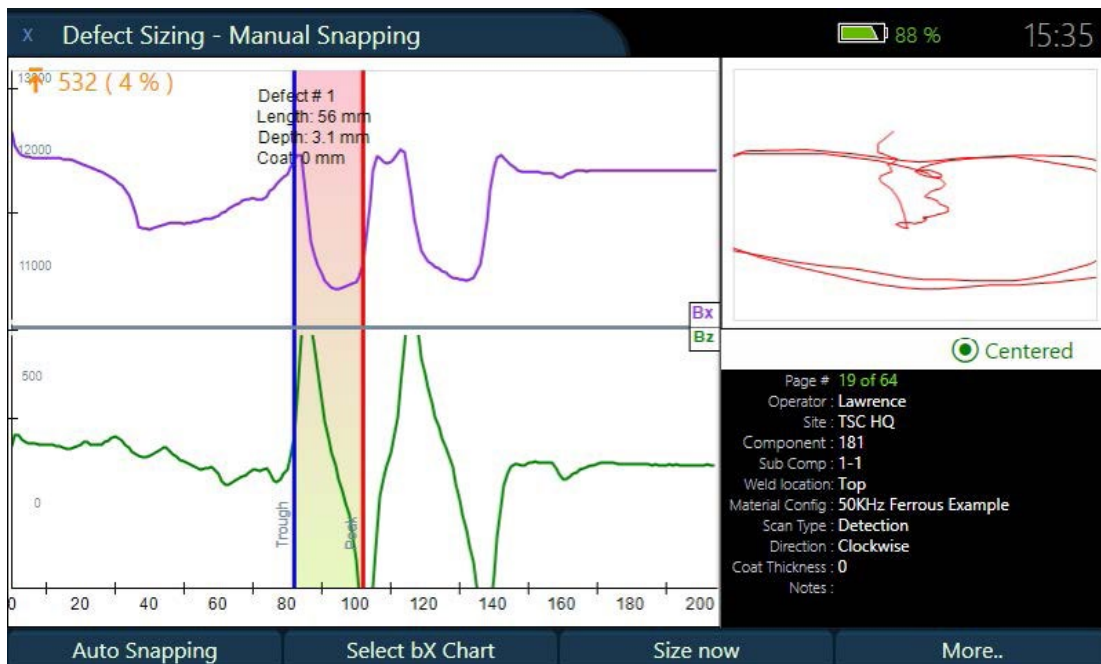 X Defect Sizing - Manual Snapping
88 %
15:35
532 ( 4 % )
13000
Defect # 1
Length: 56 mm
Depth: 3.1 mm
Coat: 0 mm
12000
11000
Bx
Bz
500
0
Trough
Peak
0 20 40 60 80 100 120 140 160 180 200
Centered
Page # 19 of 64
Operator : Lawrence
Site : TSC HQ
Component : 181
Sub Comp : 1-1
Weld location: Top
Material Config : 50KHz Ferrous Example
Scan Type : Detection
Direction : Clockwise
Coat Thickness : 0
Notes :
Auto Snapping Select bX Chart Size now More..